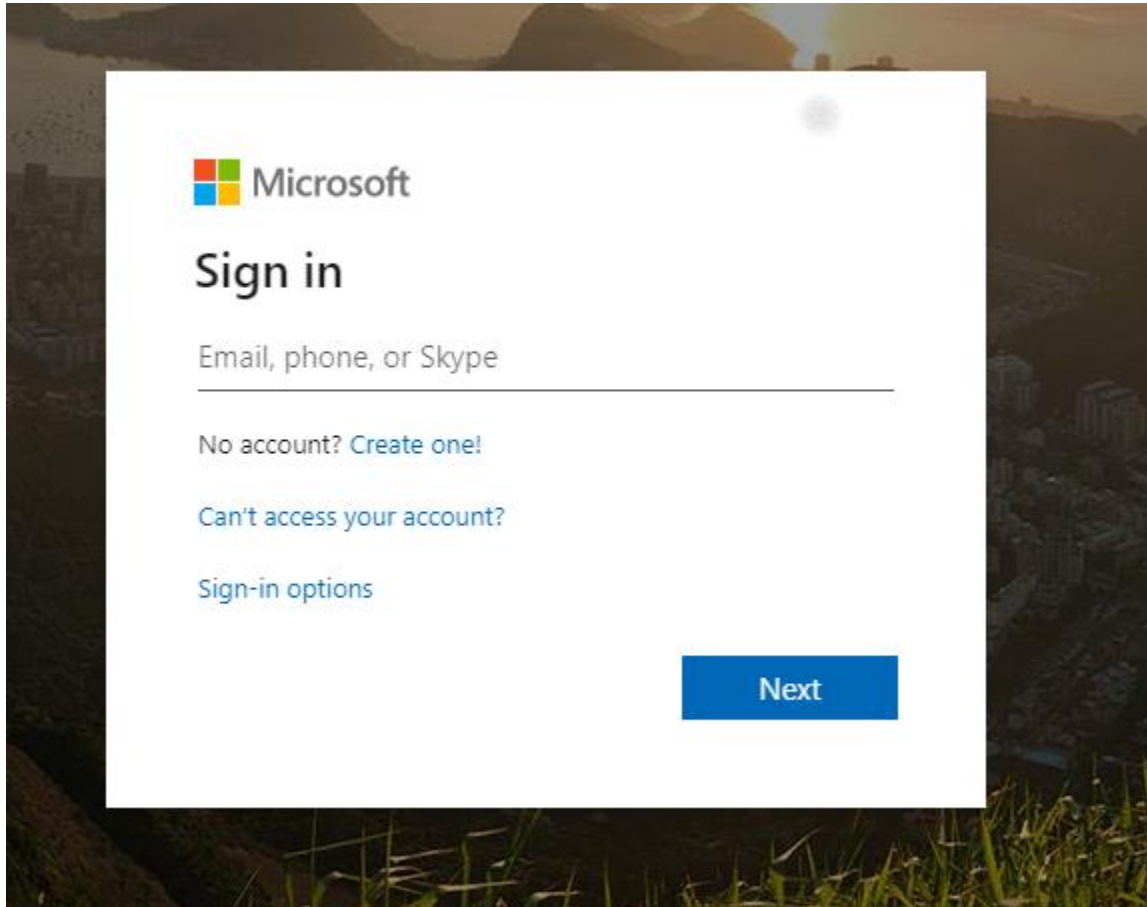 Microsoft
Sign in
Email, phone, or Skype
No account? Create one!
Can't access your account?
Sign-in options
Next